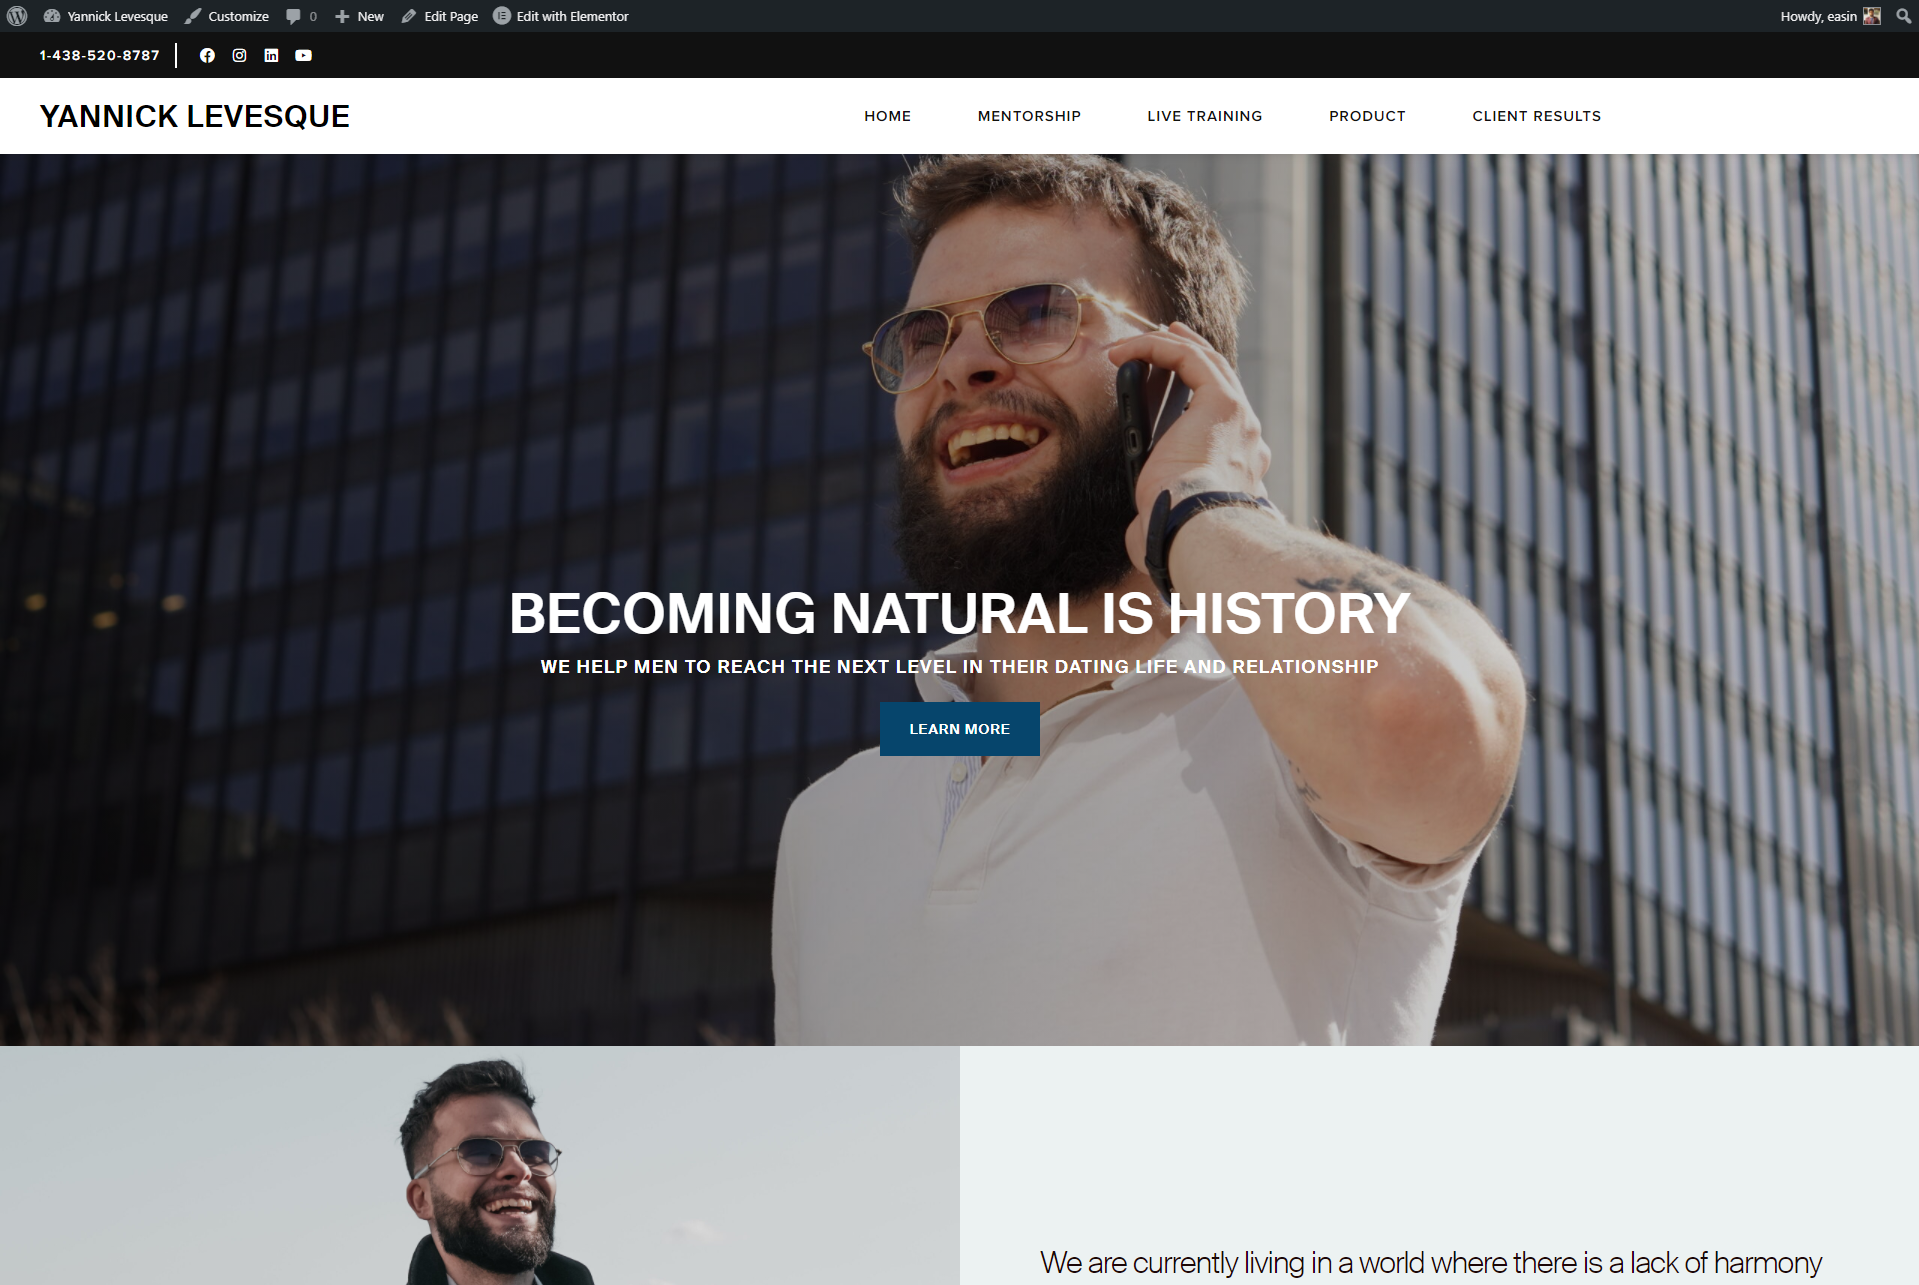 Yannick Levesque Customize 0 New Edit Page Edit with Elementor Howdy, easin
1-438-520-8787
YANNICK LEVESQUE
HOME MENTORSHIP LIVE TRAINING PRODUCT CLIENT RESULTS
BECOMING NATURAL IS HISTORY
WE HELP MEN TO REACH THE NEXT LEVEL IN THEIR DATING LIFE AND RELATIONSHIP
LEARN MORE
We are currently living in a world where there is a lack of harmony